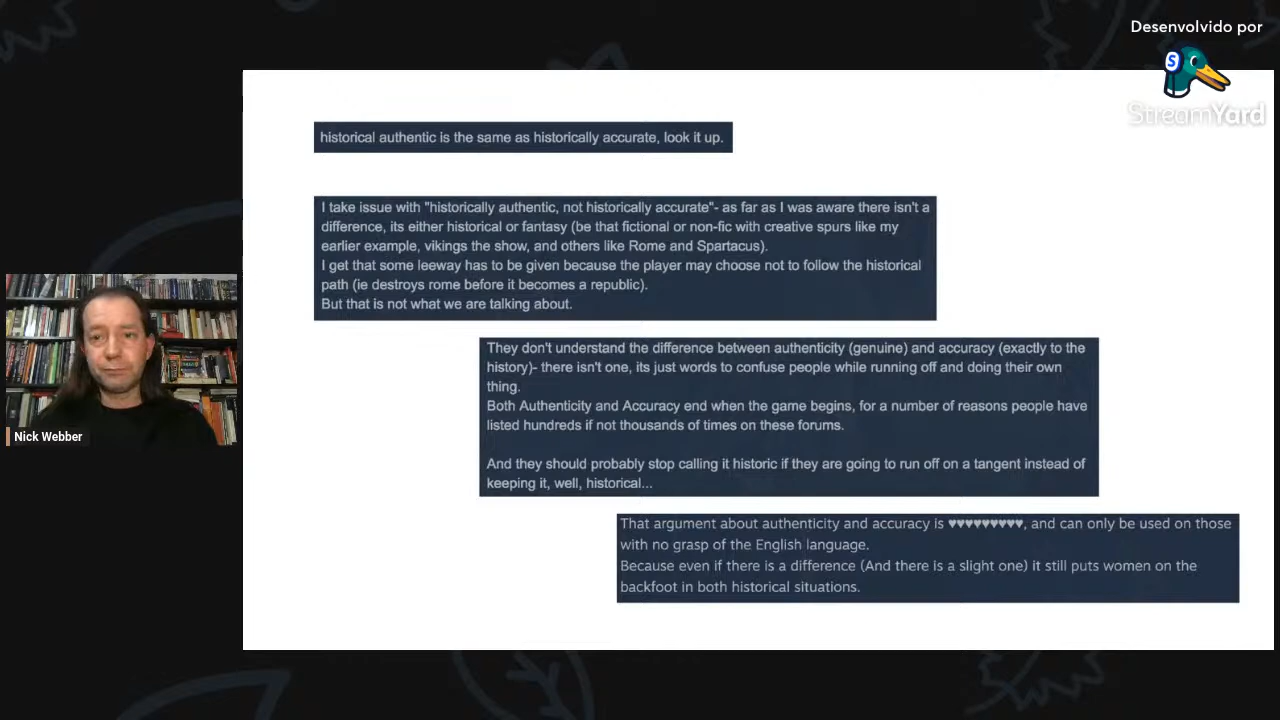 Desenvolvido por
S
StreamYard
historical authentic is the same as historically accurate, look it up.
I take issue with "historically authentic, not historically accurate"- as far as I was aware there isn't a
difference, its either historical or fantasy (be that fictional or non-fic with creative spurs like my
earlier example, vikings the show, and others like Rome and Spartacus).
I get that some leeway has to be given because the player may choose not to follow the historical
path (ie destroys rome before it becomes a republic).
But that is not what we are talking about.
They don't understand the difference between authenticity (genuine) and accuracy (exactly to the
history)- there isn't one, its just words to confuse people while running off and doing their own
thing.
Both Authenticity and Accuracy end when the game begins, for a number of reasons people have
listed hundreds if not thousands of times on these forums.
And they should probably stop calling it historic if they are going to run off on a tangent instead of
keeping it, well, historical...
That argument about authenticity and accuracy is ♥♥♥♥♥♥♥♥♥, and can only be used on those
with no grasp of the English language.
Because even if there is a difference (And there is a slight one) it still puts women on the
backfoot in both historical situations.
Nick Webber